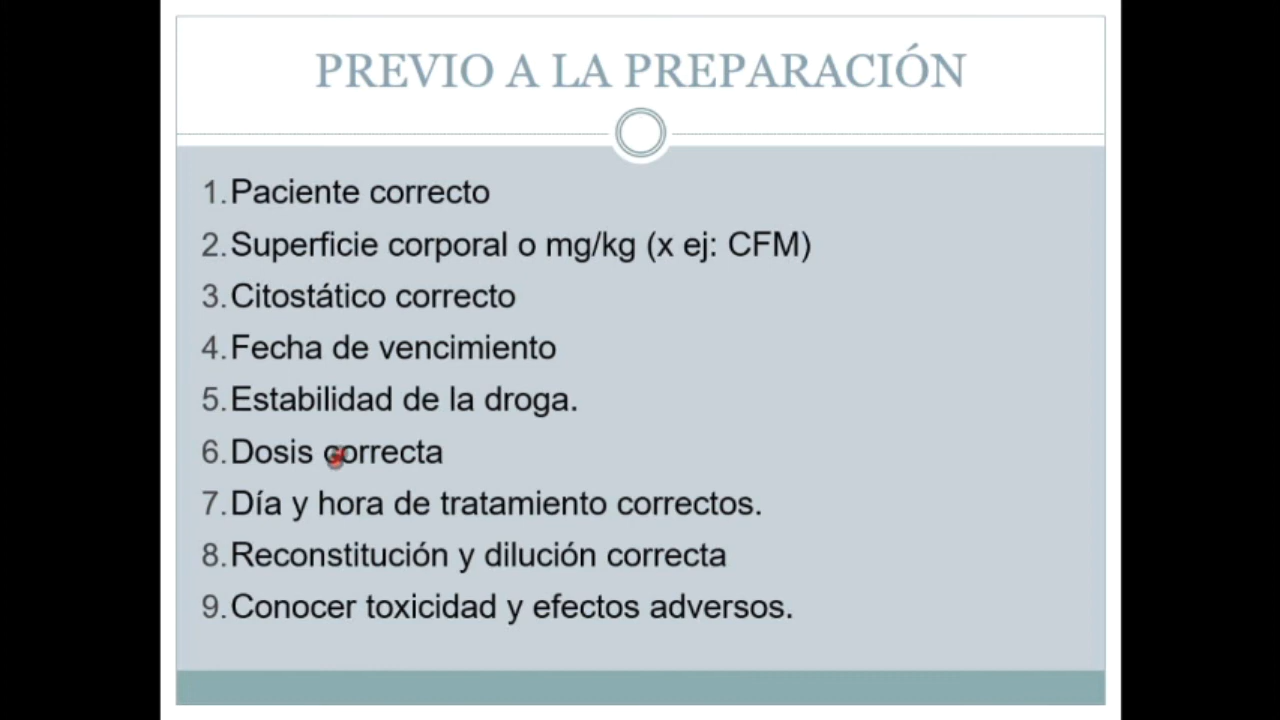 PREVIO A LA PREPARACIÓN
1. Paciente correcto
2. Superficie corporal o mg/kg (x ej: CFM)
3. Citostático correcto
4. Fecha de vencimiento
5. Estabilidad de la droga.
6. Dosis correcta
7. Día y hora de tratamiento correctos.
8. Reconstitución y dilución correcta
9. Conocer toxicidad y efectos adversos.